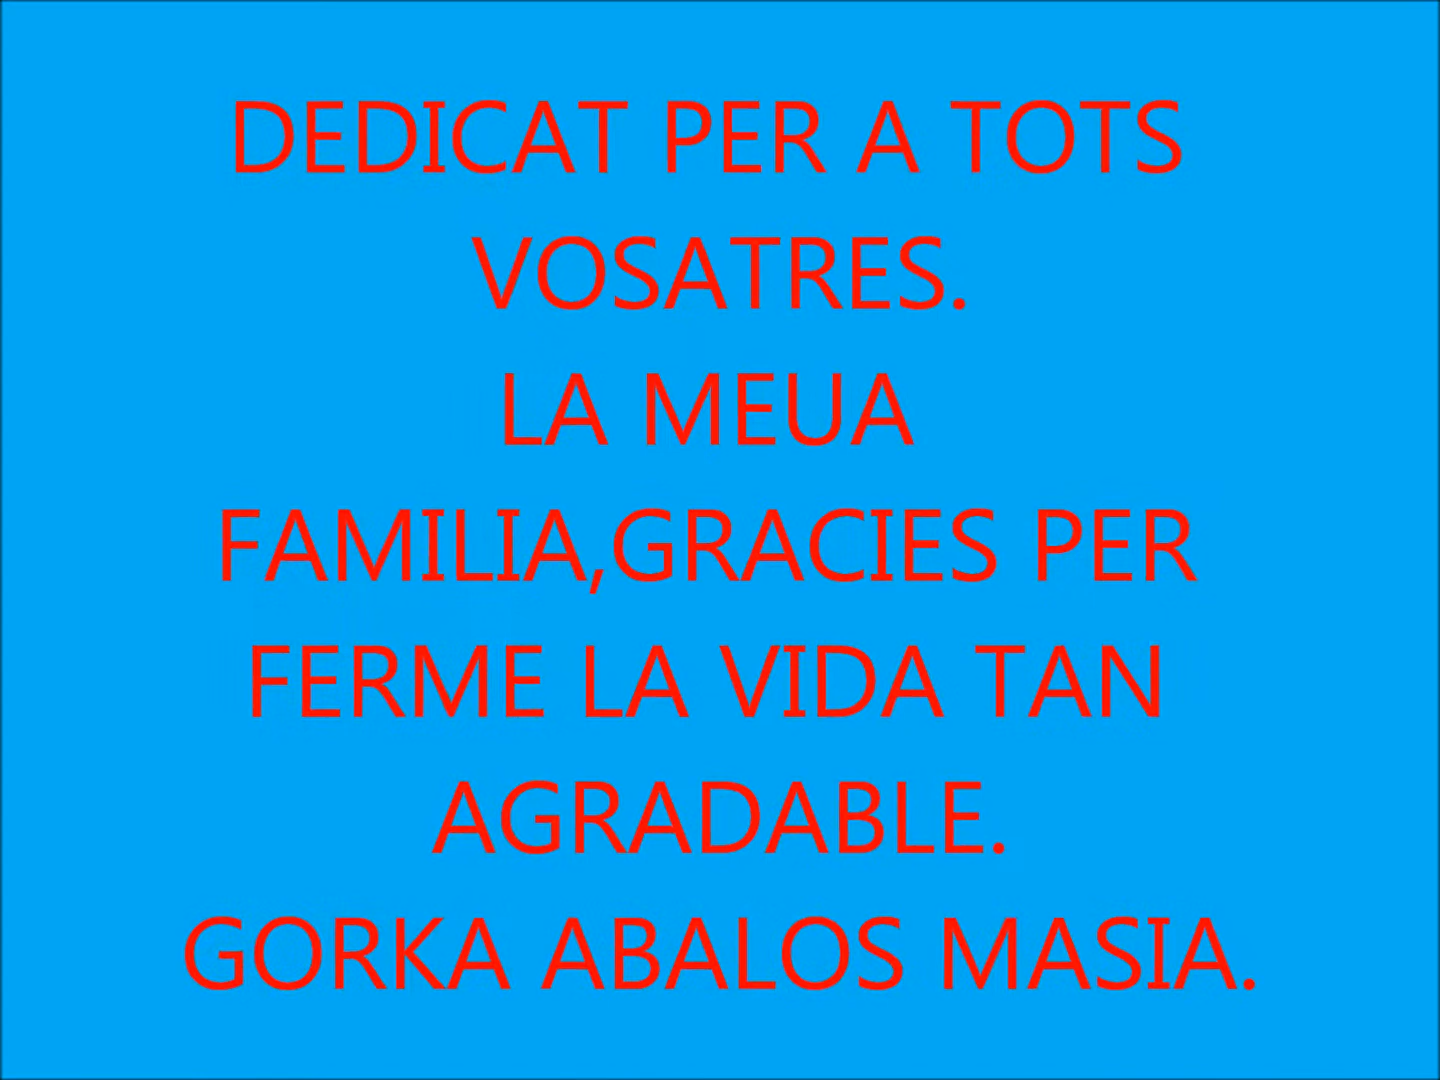 DEDICAT PER A TOTS
VOSATRES.
LA MEUA
FAMILIA,GRACIES PER
FERME LA VIDA TAN
AGRADABLE.
GORKA ABALOS MASIA.